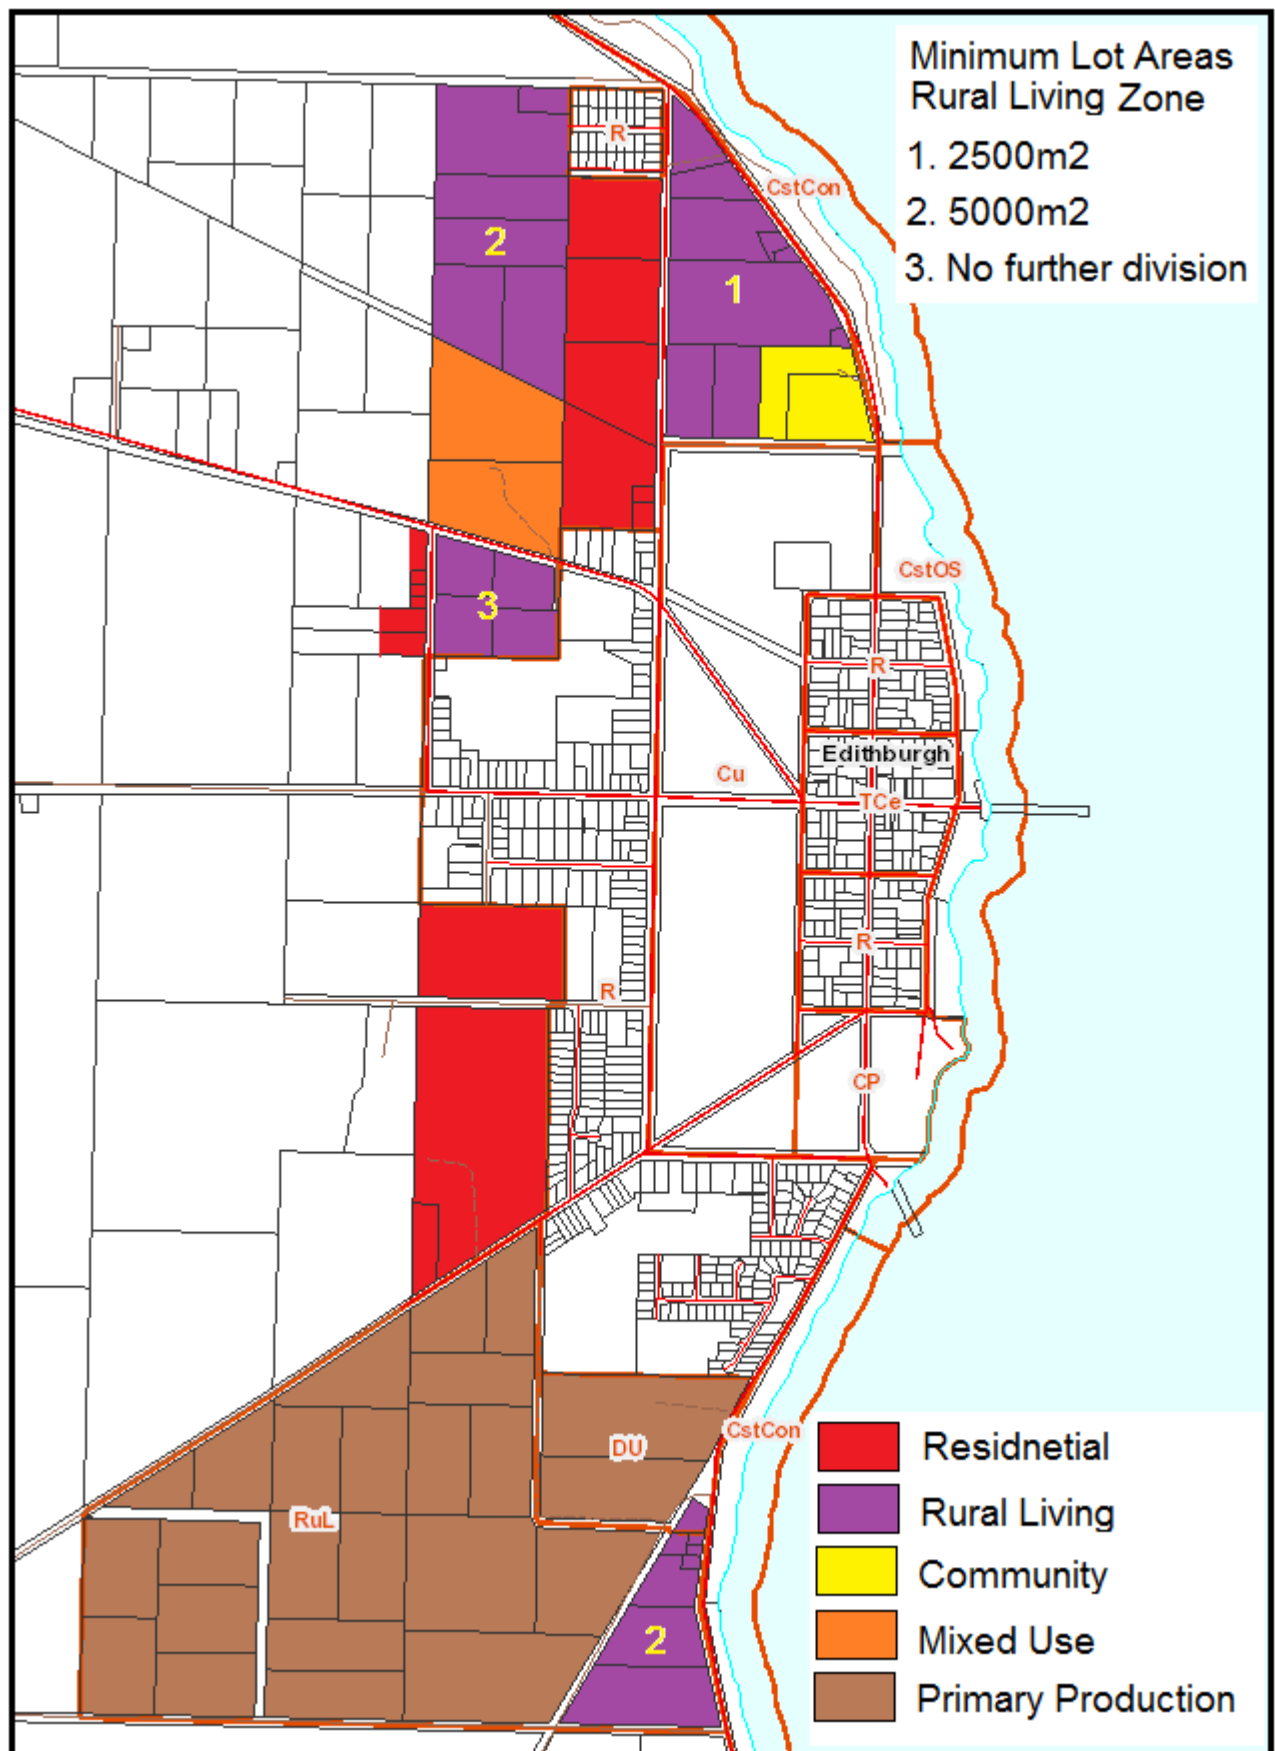 Minimum Lot Areas
Rural Living Zone
1. 2500m2
2. 5000m2
3. No further division
R
CstCon
2
1
CstOS
3
R
Edithburgh
Cu
TCe
R
R
CP
CstCon
DU
RuL
2
Residnetial
Rural Living
Community
Mixed Use
Primary Production